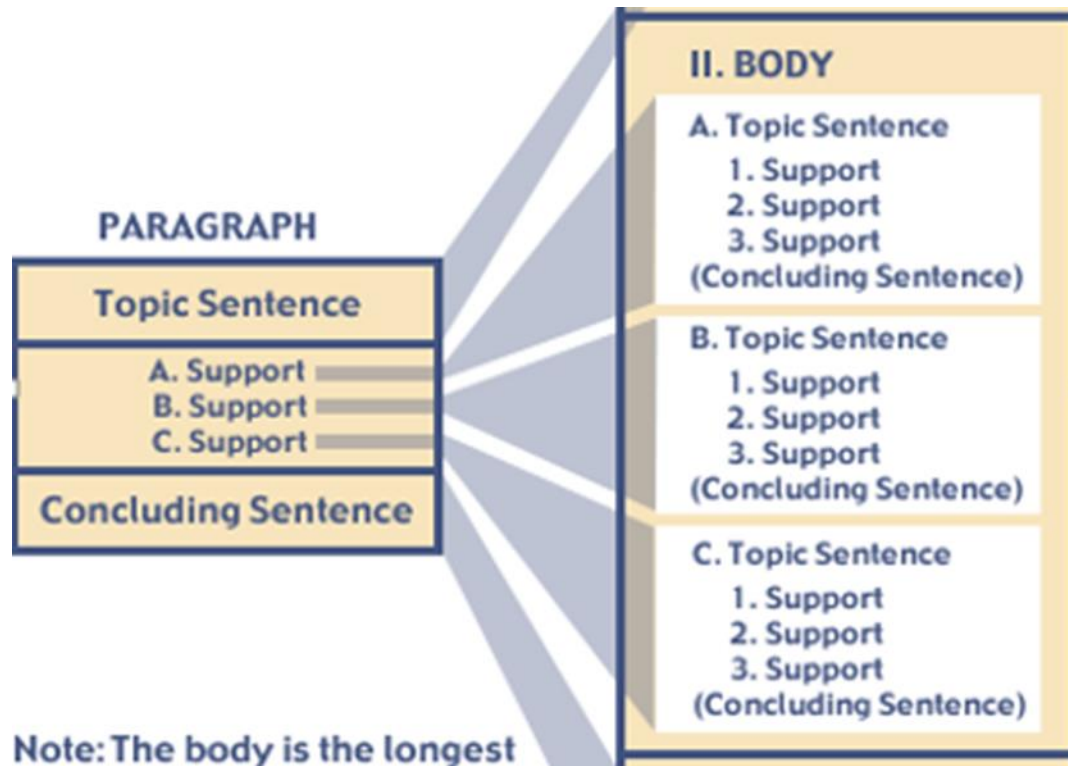 PARAGRAPH
Topic Sentence
A. Support
B. Support
C. Support
Concluding Sentence
Note: The body is the longest
II. BODY
A. Topic Sentence
1. Support
2. Support
3. Support
(Concluding Sentence)
B. Topic Sentence
1. Support
2. Support
3. Support
(Concluding Sentence)
C. Topic Sentence
1. Support
2. Support
3. Support
(Concluding Sentence)